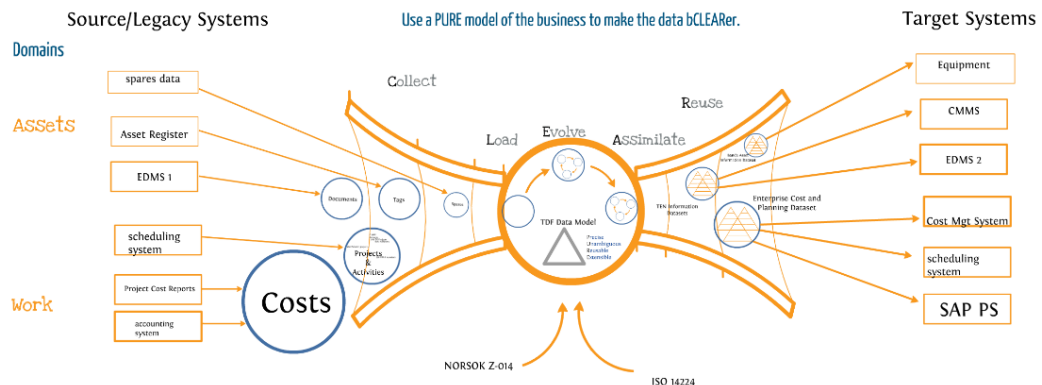 Source/Legacy Systems
Use a PURE model of the business to make the data bCLEARer.
Target Systems
Domains
spares data
Collect
Reuse
Equipment
Assets
Asset Register
Load
Evolve
Assimilate
CMMS
EDMS 1
EDMS 2
Documents
Tags
TEN Information
Dataset
Enterprise Cost and
Planning Dataset
TDF Data Model
Precise
Unambiguous
Reusable
Extensible
Cost Mgt System
scheduling
system
Projects
&
Activities
scheduling
system
Work
Project Cost Reports
Costs
SAP PS
accounting
system
NORSOK Z-014
ISO 14224